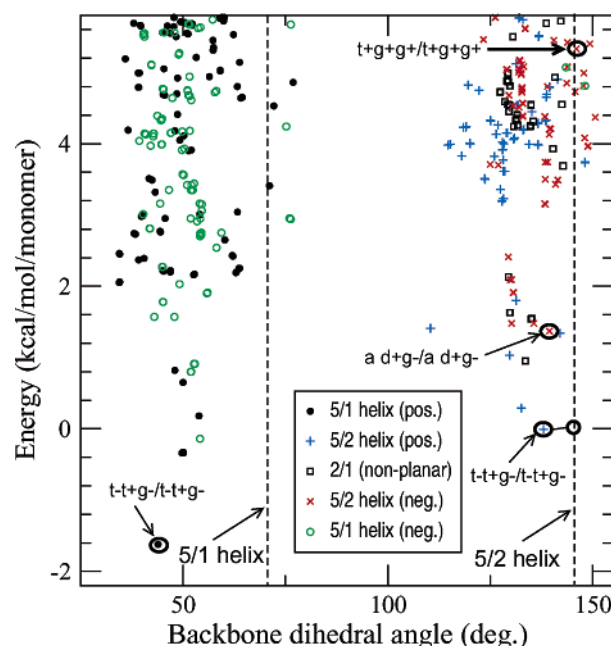 t+g+g+/t+g+g+
6
4
2
0
-2
Energy (kcal/mol/monomer)
a d+g-/a d+g-
5/1 helix (pos.)
5/2 helix (pos.)
2/1 (non-planar)
5/2 helix (neg.)
5/1 helix (neg.)
t-t+g-/t-t+g-
t-t+g-/t-t+g-
5/1 helix
5/2 helix
50
100
150
Backbone dihedral angle (deg.)